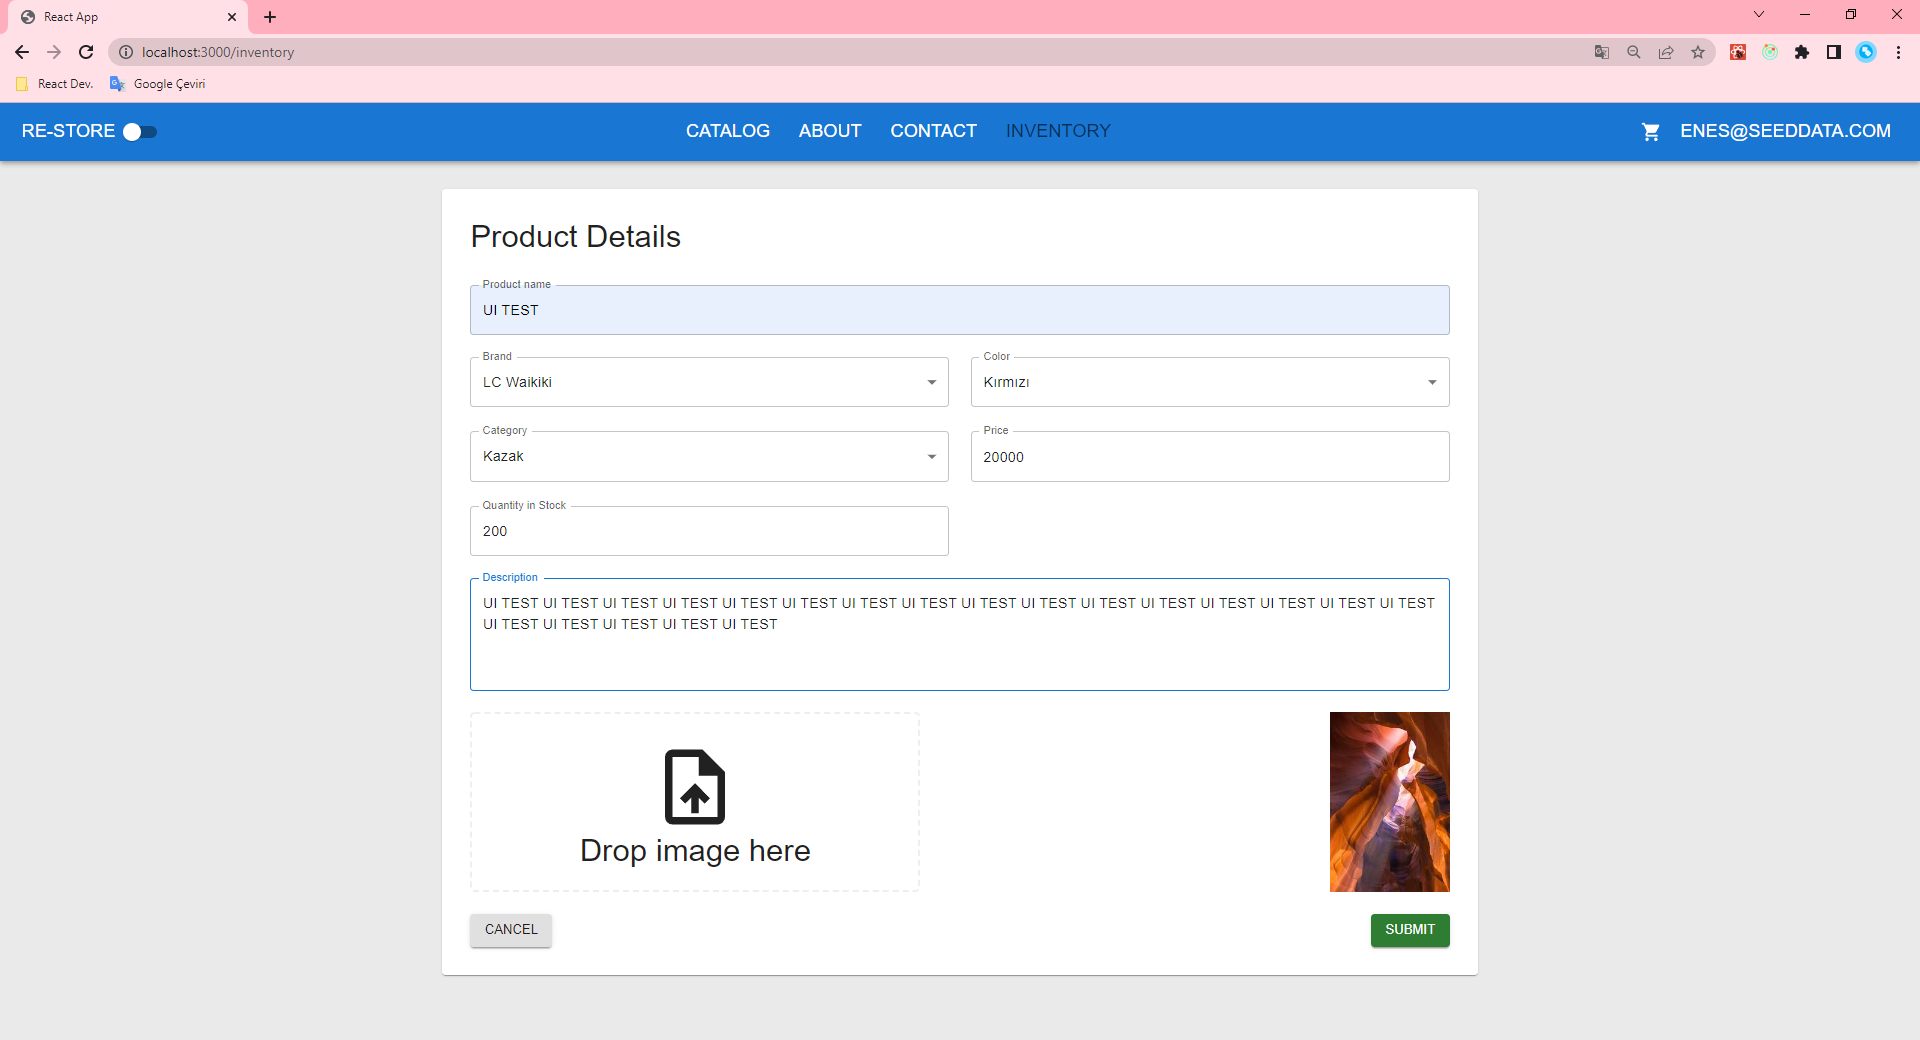 React App
localhost:3000/inventory
React Dev.
Google Çeviri
RE-STORE
CATALOG ABOUT CONTACT INVENTORY
ENES@SEEDDATA.COM
Product Details
Product name
UI TEST
Brand
LC Waikiki
Color
Kırmızı
Category
Kazak
Price
20000
Quantity in Stock
200
Description
UI TEST UI TEST UI TEST UI TEST UI TEST UI TEST UI TEST UI TEST UI TEST UI TEST UI TEST UI TEST UI TEST UI TEST UI TEST UI TEST
UI TEST UI TEST UI TEST UI TEST UI TEST
Drop image here
CANCEL
SUBMIT